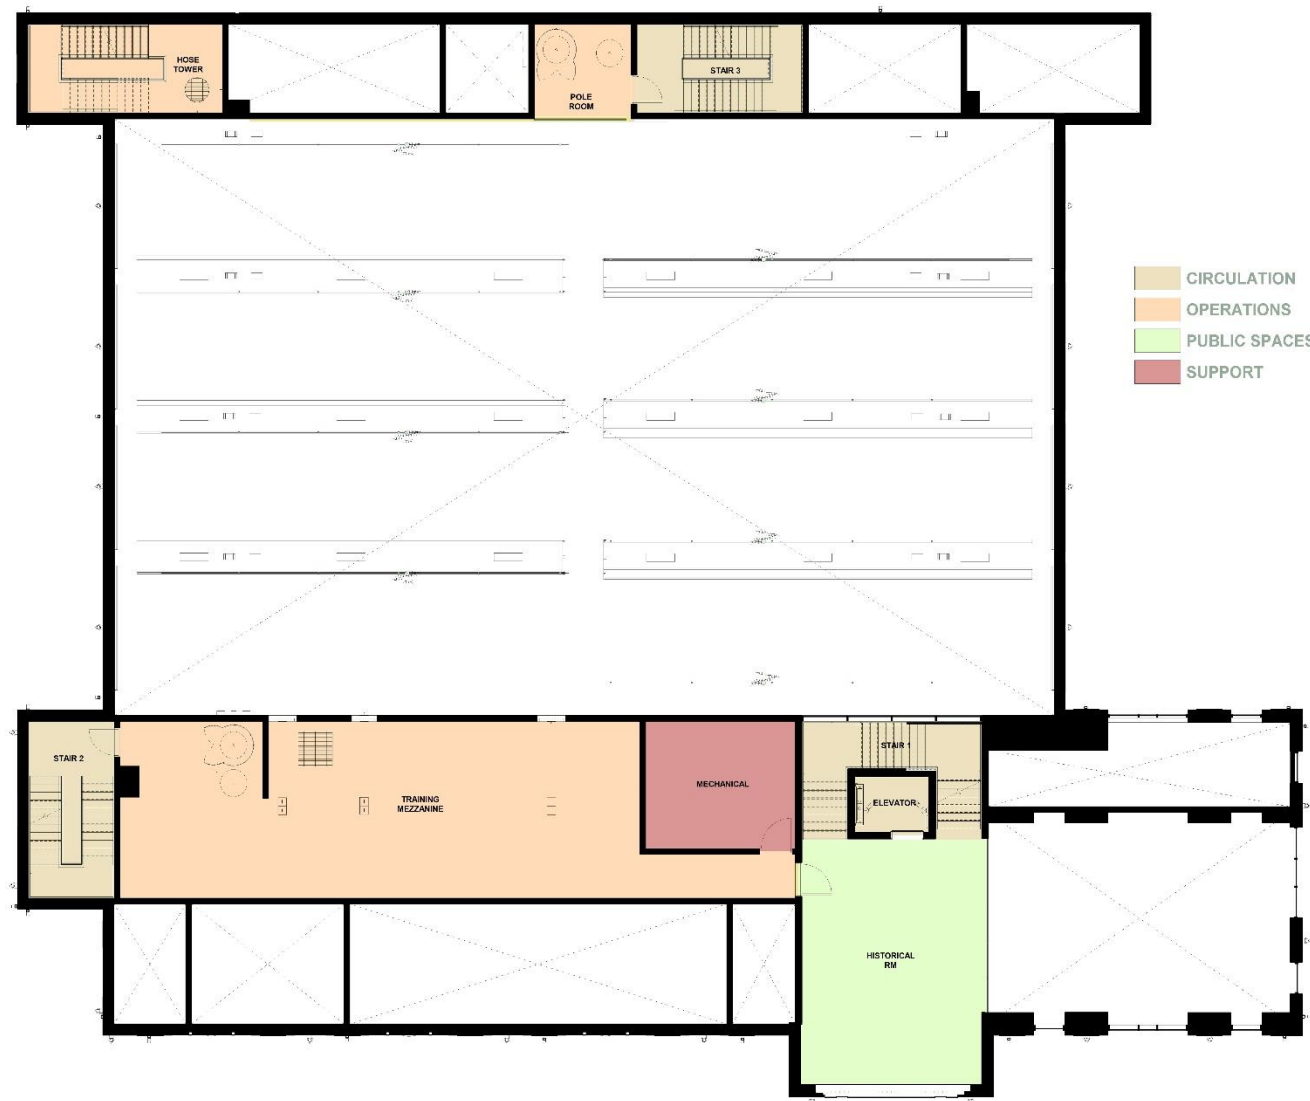 HOSE
TOWER
POLE
ROOM
STAIR 3
CIRCULATION
OPERATIONS
PUBLIC SPACES
SUPPORT
STAIR 2
TRAINING
MEZZANINE
MECHANICAL
STAIR 1
ELEVATOR
HISTORICAL
RM